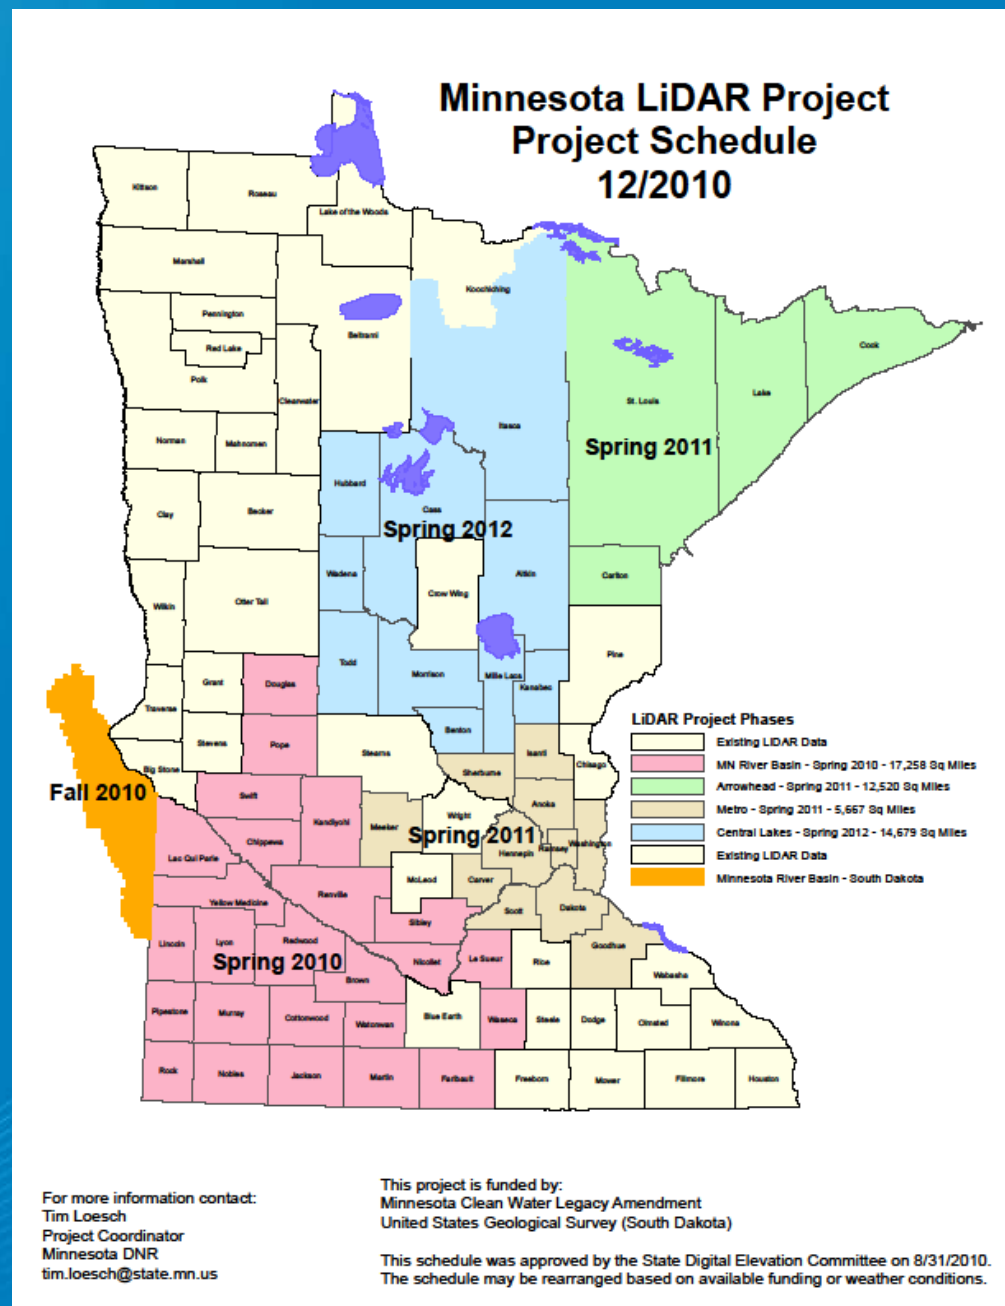 Minnesota LiDAR Project
Project Schedule
12/2010
Kittson
Roseau
Lake of the Woods
Marshall
Koochiching
Pennington
Beltrami
Red Lake
Cook
Polk
Lake
Clearwater
St. Louis
Itasca
Norman
Mahnomen
Spring 2011
Hubbard
Clay
Becker
Cass
Spring 2012
Wadena
Aitkin
Carlton
Crow Wing
Wilkin
Otter Tail
Pine
Todd
Morrison
Mille Lacs
Grant
Douglas
Kanabec
Traverse
Stevens
Pope
Benton
Stearns
Isanti
Chisago
Big Stone
Sherburne
Fall 2010
Swift
Anoka
Kandiyohi
Meeker
Wright
Spring 2011
Washington
Chippewa
Hennepin
Ramsey
Lac Qui Parle
McLeod
Carver
Renville
Yellow Medicine
Scott
Dakota
Sibley
Lincoln
Lyon
Redwood
Goodhue
Spring 2010
Nicollet
Le Sueur
Rice
Wabasha
Brown
Pipestone
Murray
Cottonwood
Watonwan
Blue Earth
Waseca
Steele
Dodge
Olmsted
Winona
Rock
Nobles
Jackson
Martin
Faribault
Freeborn
Mower
Fillmore
Houston
LiDAR Project Phases
Existing LIDAR Data
MN River Basin - Spring 2010 - 17,258 Sq Miles
Arrowhead - Spring 2011 - 12,520 Sq Miles
Metro - Spring 2011 - 5,667 Sq Miles
Central Lakes - Spring 2012 - 14,679 Sq Miles
Existing LIDAR Data
Minnesota River Basin - South Dakota
For more information contact:
Tim Loesch
Project Coordinator
Minnesota DNR
tim.loesch@state.mn.us
This project is funded by:
Minnesota Clean Water Legacy Amendment
United States Geological Survey (South Dakota)
This schedule was approved by the State Digital Elevation Committee on 8/31/2010.
The schedule may be rearranged based on available funding or weather conditions.